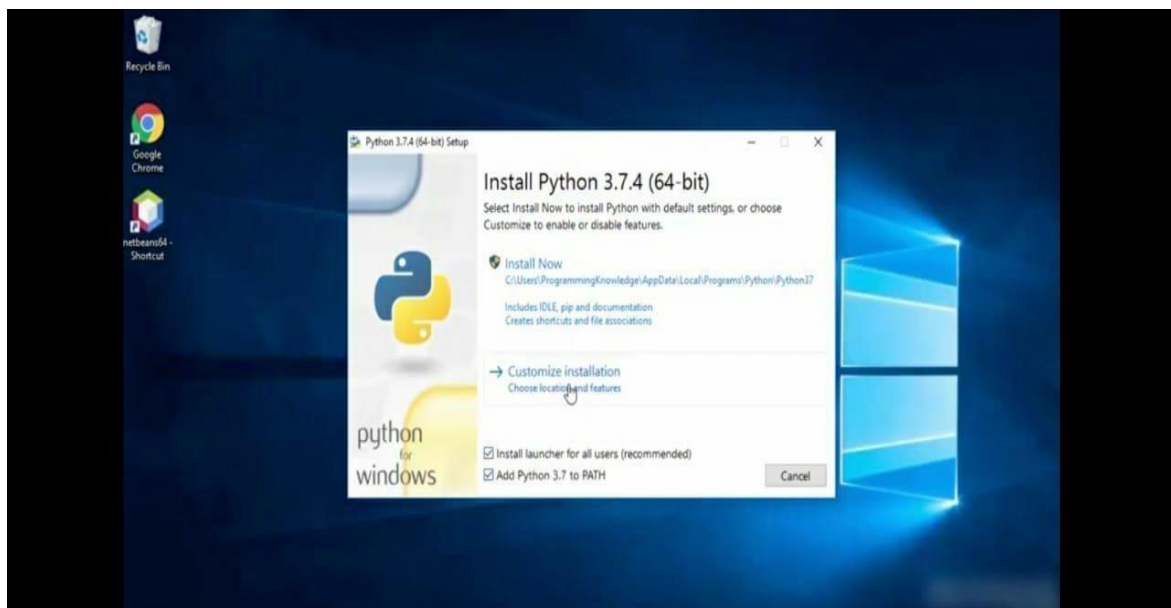 Recycle Bin
Google
Chrome
netbeans64 -
Shortcut
Python 3.7.4 (64-bit) Setup
Install Python 3.7.4 (64-bit)
Select Install Now to install Python with default settings, or choose
Customize to enable or disable features.
Install Now
C:\Users\ProgrammingKnowledge\AppData\Local\Programs\Python\Python37
Includes IDLE, pip and documentation
Creates shortcuts and file associations
Customize installation
Choose location and features
python
for
windows
Install launcher for all users (recommended)
Add Python 3.7 to PATH
Cancel